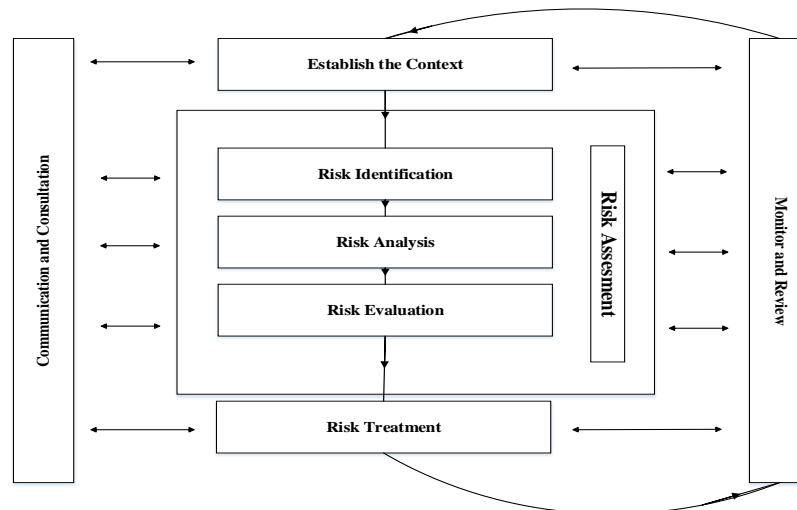 Establish the Context
Communication and Consultation
Risk Identification
Risk Analysis
Risk Evaluation
Risk Assesment
Monitor and Review
Risk Treatment